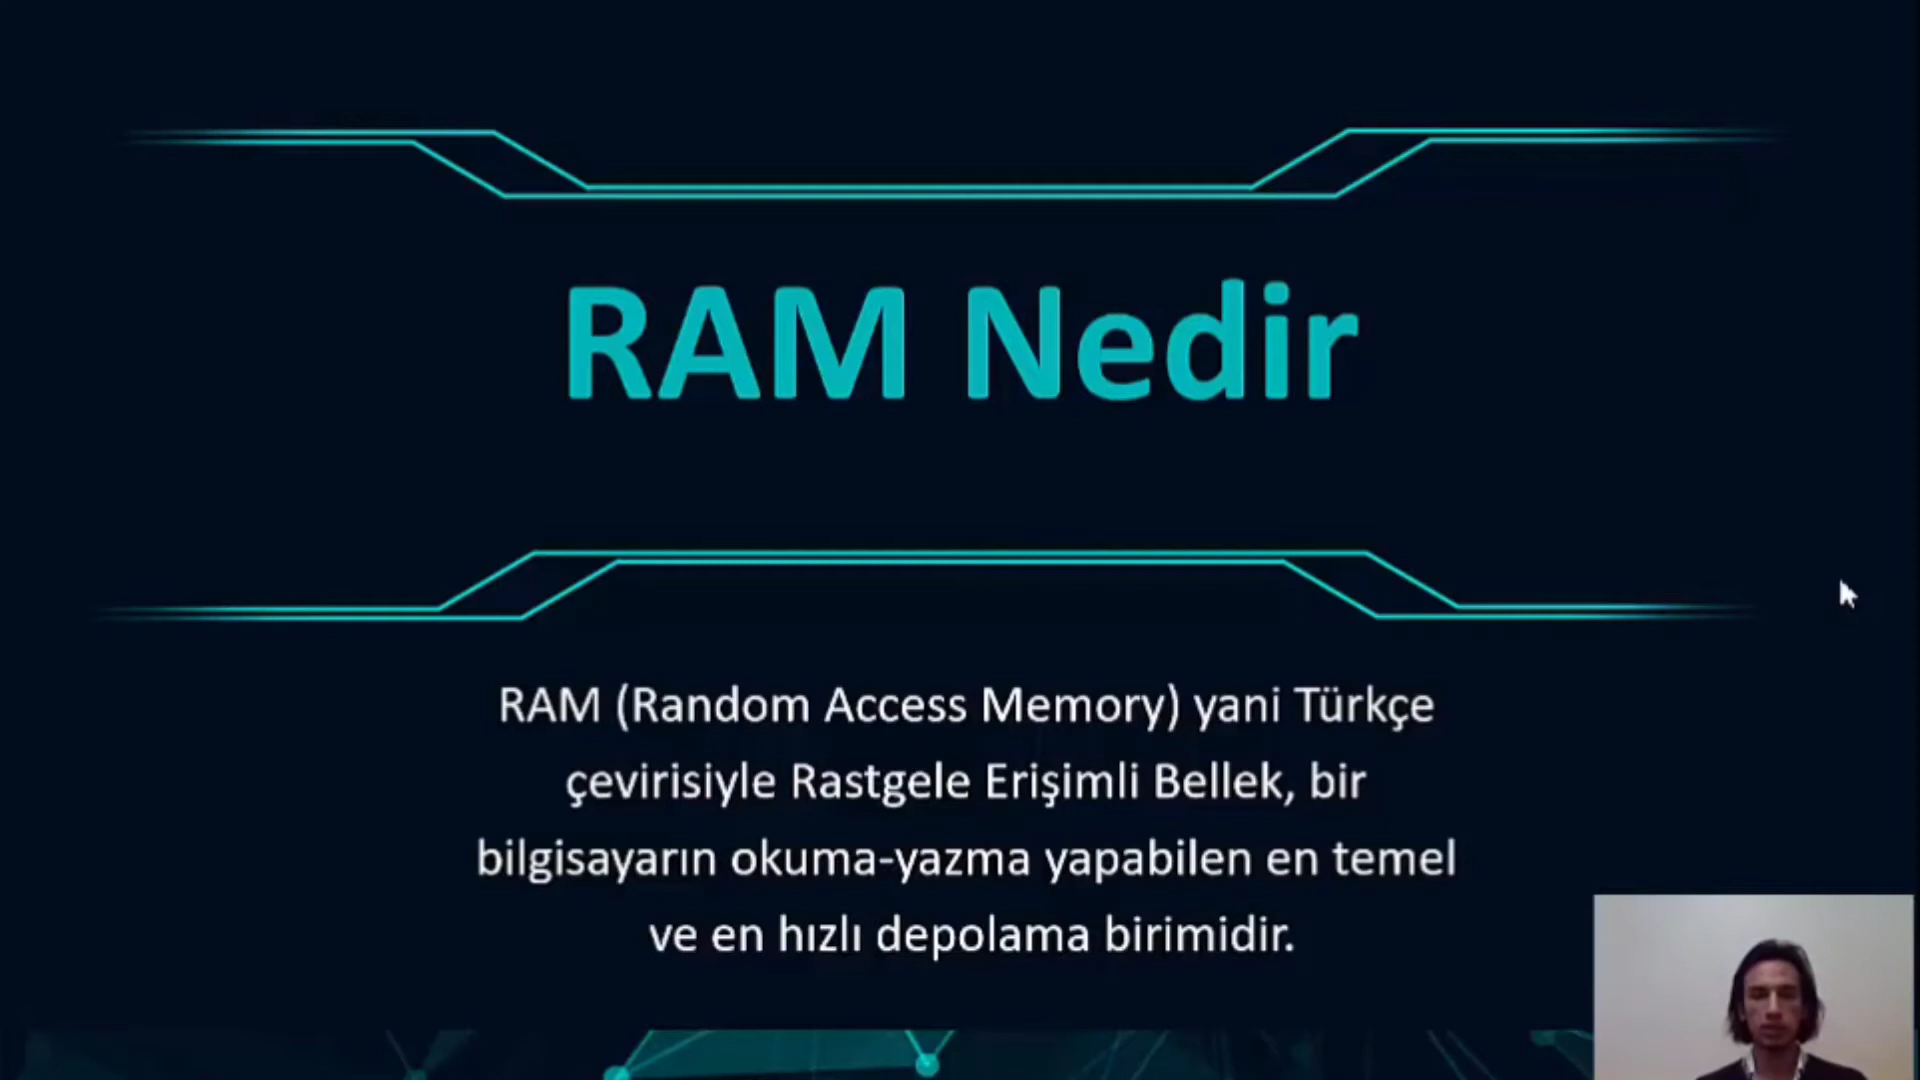 RAM Nedir
RAM (Random Access Memory) yani Türkçe
çevirisiyle Rastgele Erişimli Bellek, bir
bilgisayarın okuma-yazma yapabilen en temel
ve en hızlı depolama birimidir.